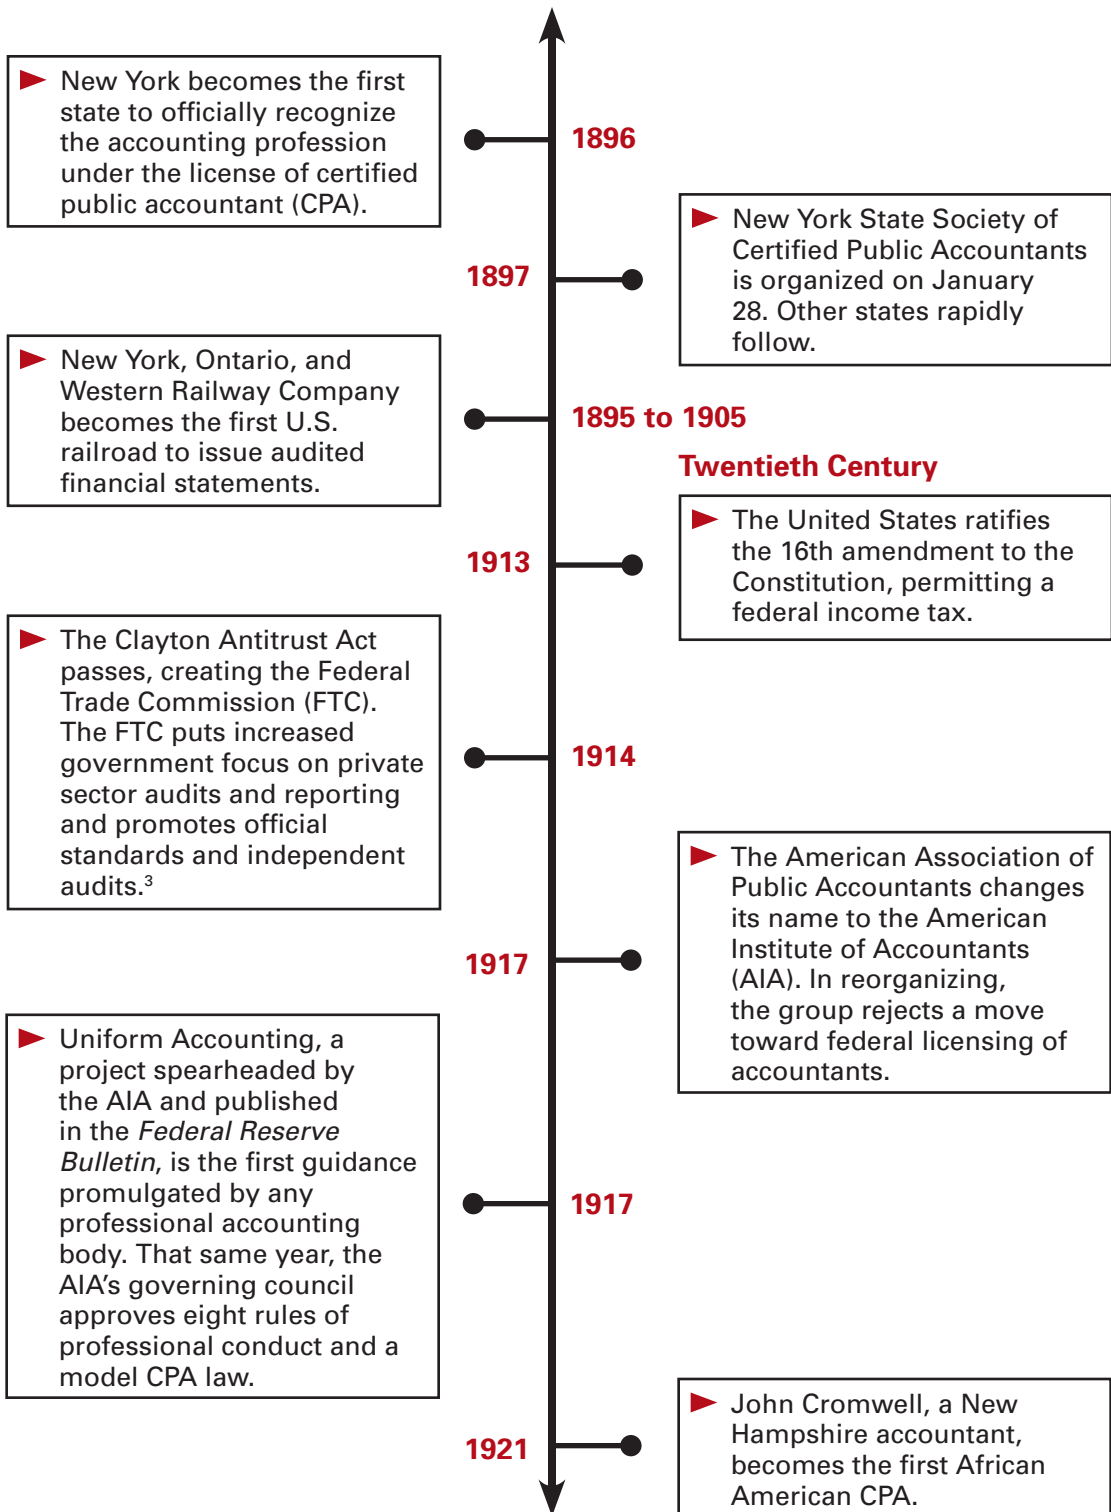 New York becomes the first
state to officially recognize
the accounting profession
under the license of certified
public accountant (CPA).
1896
1897
New York State Society of
Certified Public Accountants
is organized on January
28. Other states rapidly
follow.
New York, Ontario, and
Western Railway Company
becomes the first U.S.
railroad to issue audited
financial statements.
1895 to 1905
Twentieth Century
1913
The United States ratifies
the 16th amendment to the
Constitution, permitting a
federal income tax.
The Clayton Antitrust Act
passes, creating the Federal
Trade Commission (FTC).
The FTC puts increased
government focus on private
sector audits and reporting
and promotes official
standards and independent
audits.³
1914
1917
The American Association of
Public Accountants changes
its name to the American
Institute of Accountants
(AIA). In reorganizing,
the group rejects a move
toward federal licensing of
accountants.
Uniform Accounting, a
project spearheaded by
the AIA and published
in the Federal Reserve
Bulletin, is the first guidance
promulgated by any
professional accounting
body. That same year, the
AIA's governing council
approves eight rules of
professional conduct and a
model CPA law.
1917
1921
John Cromwell, a New
Hampshire accountant,
becomes the first African
American CPA.